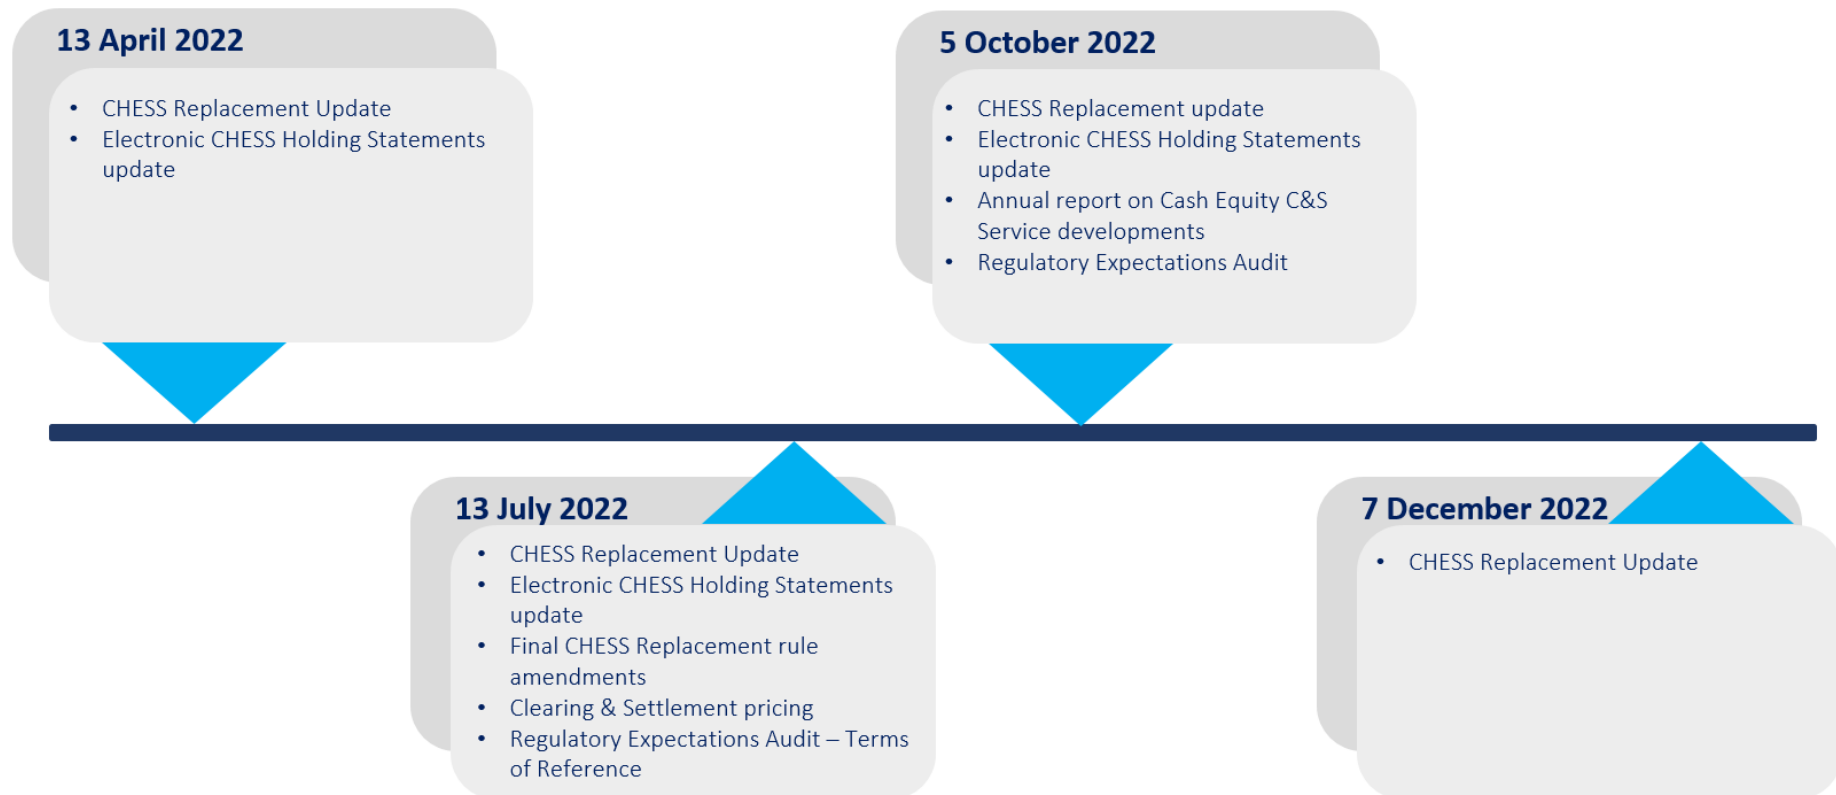 13 April 2022
• CHESS Replacement Update
• Electronic CHESS Holding Statements
update
5 October 2022
• CHESS Replacement update
• Electronic CHESS Holding Statements
update
• Annual report on Cash Equity C&S
Service developments
• Regulatory Expectations Audit
13 July 2022
• CHESS Replacement Update
• Electronic CHESS Holding Statements
update
• Final CHESS Replacement rule
amendments
• Clearing & Settlement pricing
• Regulatory Expectations Audit – Terms
of Reference
7 December 2022
• CHESS Replacement Update